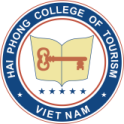 HAI PHONG COLLEGE OF TOURISM
VIET NAM